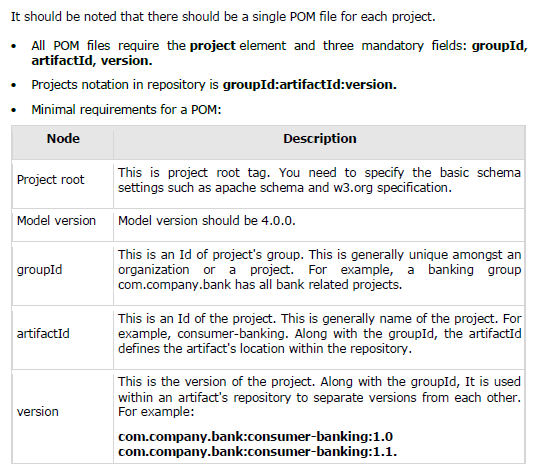 It should be noted that there should be a single POM file for each project.
• All POM files require the project element and three mandatory fields: groupId,
artifactId, version.
• Projects notation in repository is groupId:artifactId:version.
• Minimal requirements for a POM:
Node Description
Project root
This is project root tag. You need to specify the basic schema
settings such as apache schema and w3.org specification.
Model version Model version should be 4.0.0.
groupId
This is an Id of project's group. This is generally unique amongst an
organization or a project. For example, a banking group
com.company.bank has all bank related projects.
artifactId
This is an Id of the project. This is generally name of the project. For
example, consumer-banking. Along with the groupId, the artifactId
defines the artifact's location within the repository.
version
This is the version of the project. Along with the groupId, It is used
within an artifact's repository to separate versions from each other.
For example:
com.company.bank:consumer-banking:1.0
com.company.bank:consumer-banking:1.1.